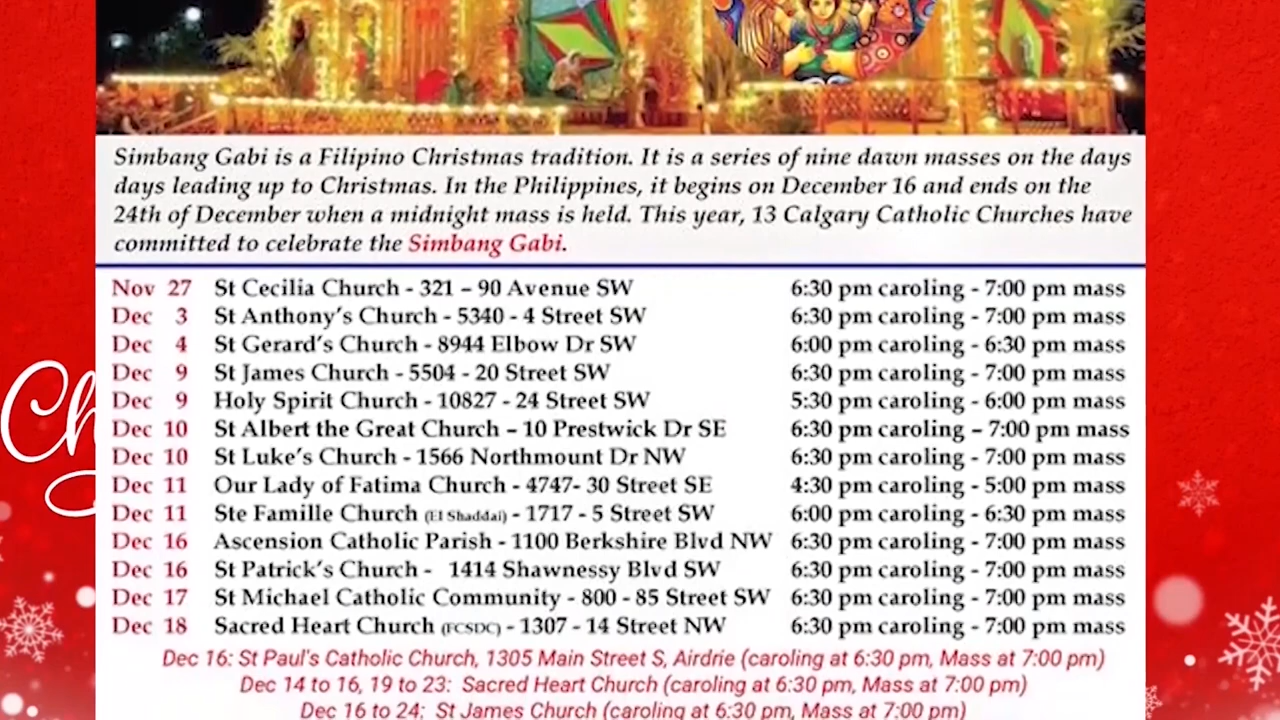 Simbang Gabi is a Filipino Christmas tradition. It is a series of nine dawn masses on the days
days leading up to Christmas. In the Philippines, it begins on December 16 and ends on the
24th of December when a midnight mass is held. This year, 13 Calgary Catholic Churches have
committed to celebrate the Simbang Gabi.
Nov 27 St Cecilia Church - 321 – 90 Avenue SW 6:30 pm caroling - 7:00 pm mass
Dec 3 St Anthony's Church - 5340 - 4 Street SW 6:30 pm caroling - 7:00 pm mass
Dec 4 St Gerard's Church - 8944 Elbow Dr SW 6:00 pm caroling - 6:30 pm mass
Dec 9 St James Church - 5504 - 20 Street SW 6:30 pm caroling - 7:00 pm mass
Dec 9 Holy Spirit Church - 10827 - 24 Street SW 5:30 pm caroling - 6:00 pm mass
Dec 10 St Albert the Great Church – 10 Prestwick Dr SE 6:30 pm caroling – 7:00 pm mass
Dec 10 St Luke's Church - 1566 Northmount Dr NW 6:30 pm caroling - 7:00 pm mass
Dec 11 Our Lady of Fatima Church - 4747- 30 Street SE 4:30 pm caroling - 5:00 pm mass
Dec 11 Ste Famille Church (El Shaddai) - 1717 - 5 Street SW 6:00 pm caroling - 6:30 pm mass
Dec 16 Ascension Catholic Parish - 1100 Berkshire Blvd NW 6:30 pm caroling - 7:00 pm mass
Dec 16 St Patrick's Church - 1414 Shawnessy Blvd SW 6:30 pm caroling - 7:00 pm mass
Dec 17 St Michael Catholic Community - 800 - 85 Street SW 6:30 pm caroling - 7:00 pm mass
Dec 18 Sacred Heart Church (FCSDC) - 1307 - 14 Street NW 6:30 pm caroling - 7:00 pm mass
Dec 16: St Paul's Catholic Church, 1305 Main Street S, Airdrie (caroling at 6:30 pm, Mass at 7:00 pm)
Dec 14 to 16, 19 to 23: Sacred Heart Church (caroling at 6:30 pm, Mass at 7:00 pm)
Dec 16 to 24: St James Church (caroling at 6:30 pm, Mass at 7:00 pm)
Ch